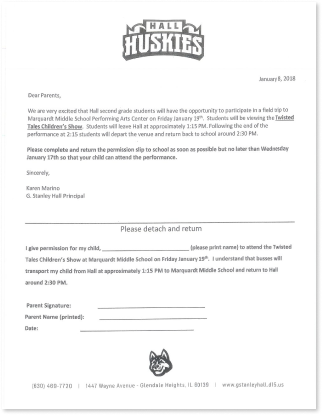 HALL
HUSKIES
January 8, 2018
Dear Parents,
We are very excited that Hall second grade students will have the opportunity to participate in a field trip to
Marquardt Middle School Performing Arts Center on Friday January 19th. Students will be viewing the Twisted
Tales Children's Show. Students will leave Hall at approximately 1:15 PM. Following the end of the
performance at 2:15 students will depart the venue and return back to school around 2:30 PM.
Please complete and return the permission slip to school as soon as possible but no later than Wednesday
January 17th so that your child can attend the performance.
Sincerely,
Karen Marino
G. Stanley Hall Principal
Please detach and return
I give permission for my child, ______________________ (please print name) to attend the Twisted
Tales Children's Show at Marquardt Middle School on Friday January 19th. I understand that busses will
transport my child from Hall at approximately 1:15 PM to Marquardt Middle School and return to Hall
around 2:30 PM.
Parent Signature: ______________________
Parent Name (printed): ______________________
Date: ______________________
(630) 469-7720 | 1447 Wayne Avenue - Glendale Heights, IL 60139 | www.gstanleyhall.d15.us